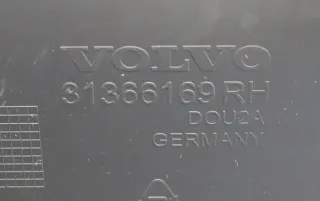 VOLVO
31366169 RH
DOU2A
GERMANY